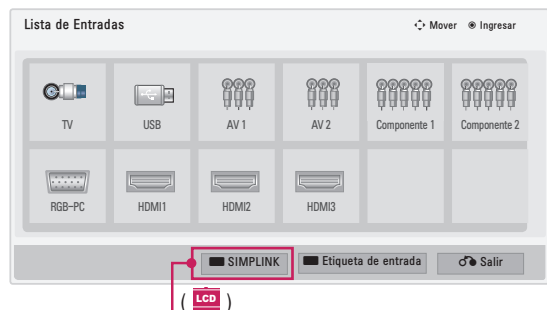 Lista de Entradas
Mover Ingresar
TV USB AV 1 AV 2 Componente 1 Componente 2
RGB-PC HDMI1 HDMI2 HDMI3
SIMPLINK Etiqueta de entrada Salir
( LCD )